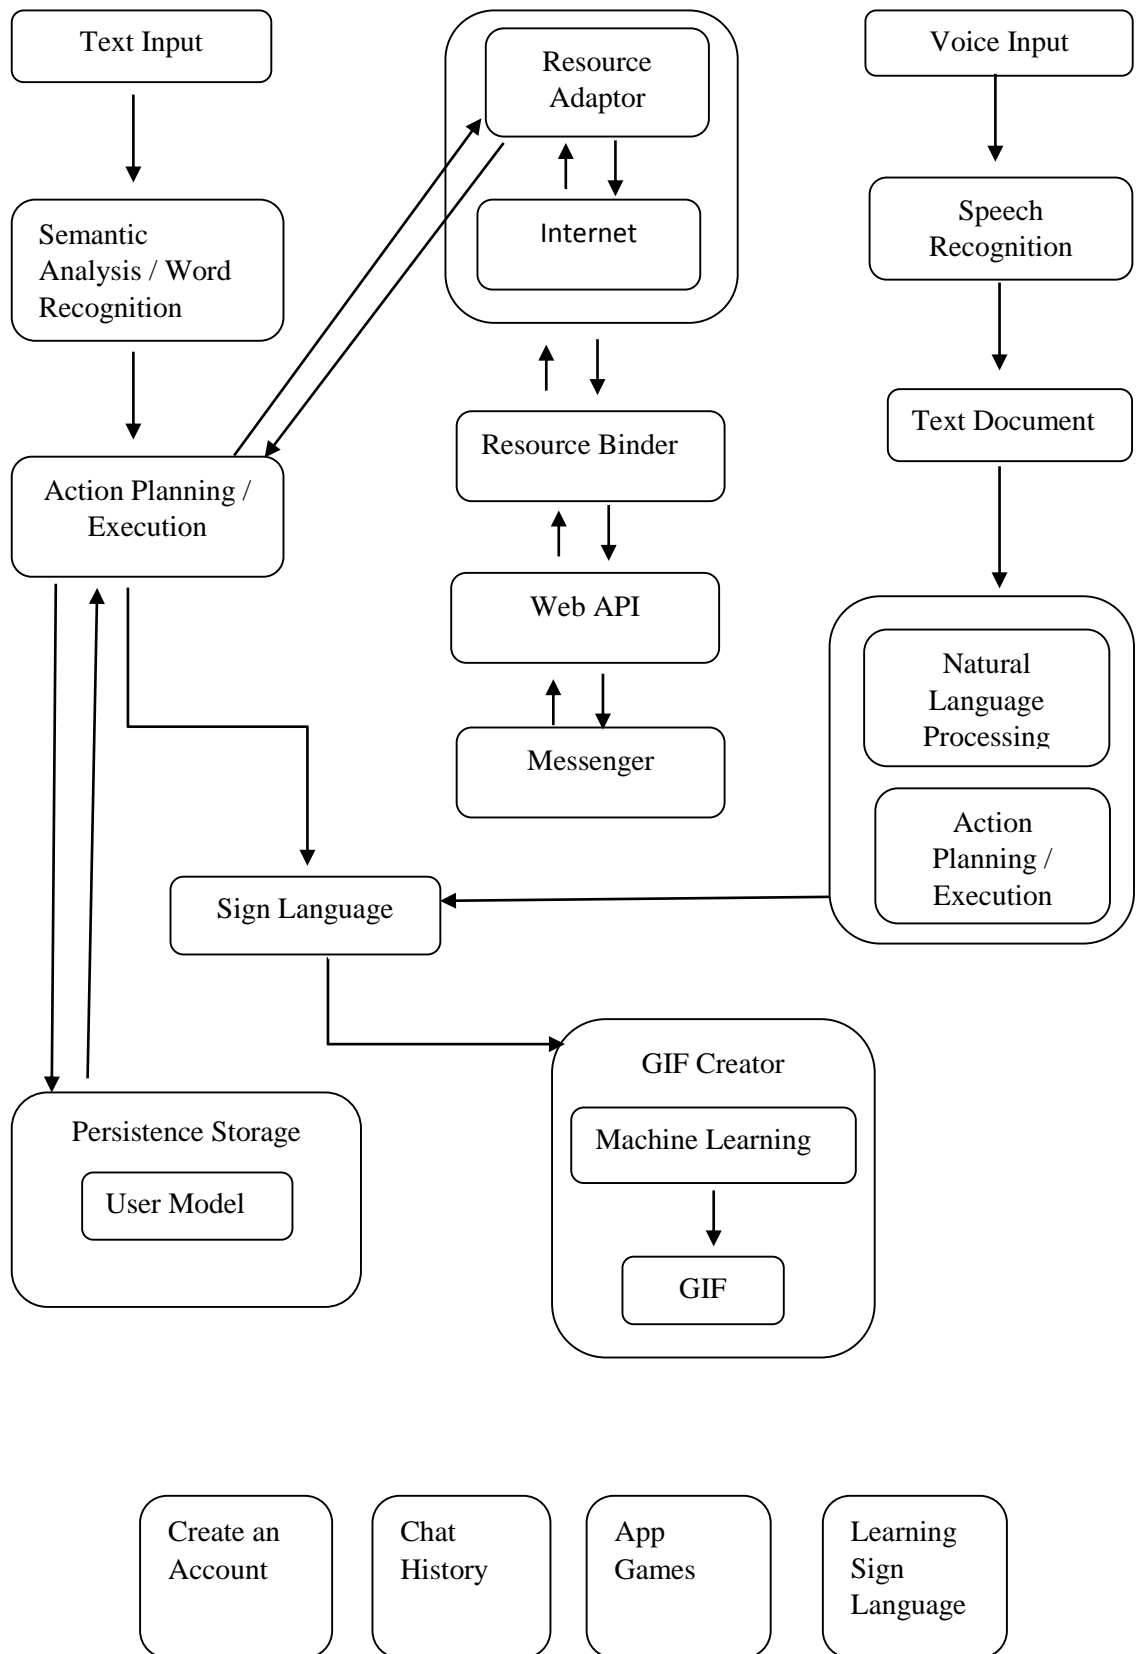 Text Input
Resource
Adaptor
Voice Input
Semantic
Analysis / Word
Recognition
Internet
Speech
Recognition
Resource Binder
Text Document
Action Planning /
Execution
Web API
Natural
Language
Processing
Messenger
Action
Planning /
Execution
Sign Language
GIF Creator
Machine Learning
GIF
Persistence Storage
User Model
Create an
Account
Chat
History
App
Games
Learning
Sign
Language